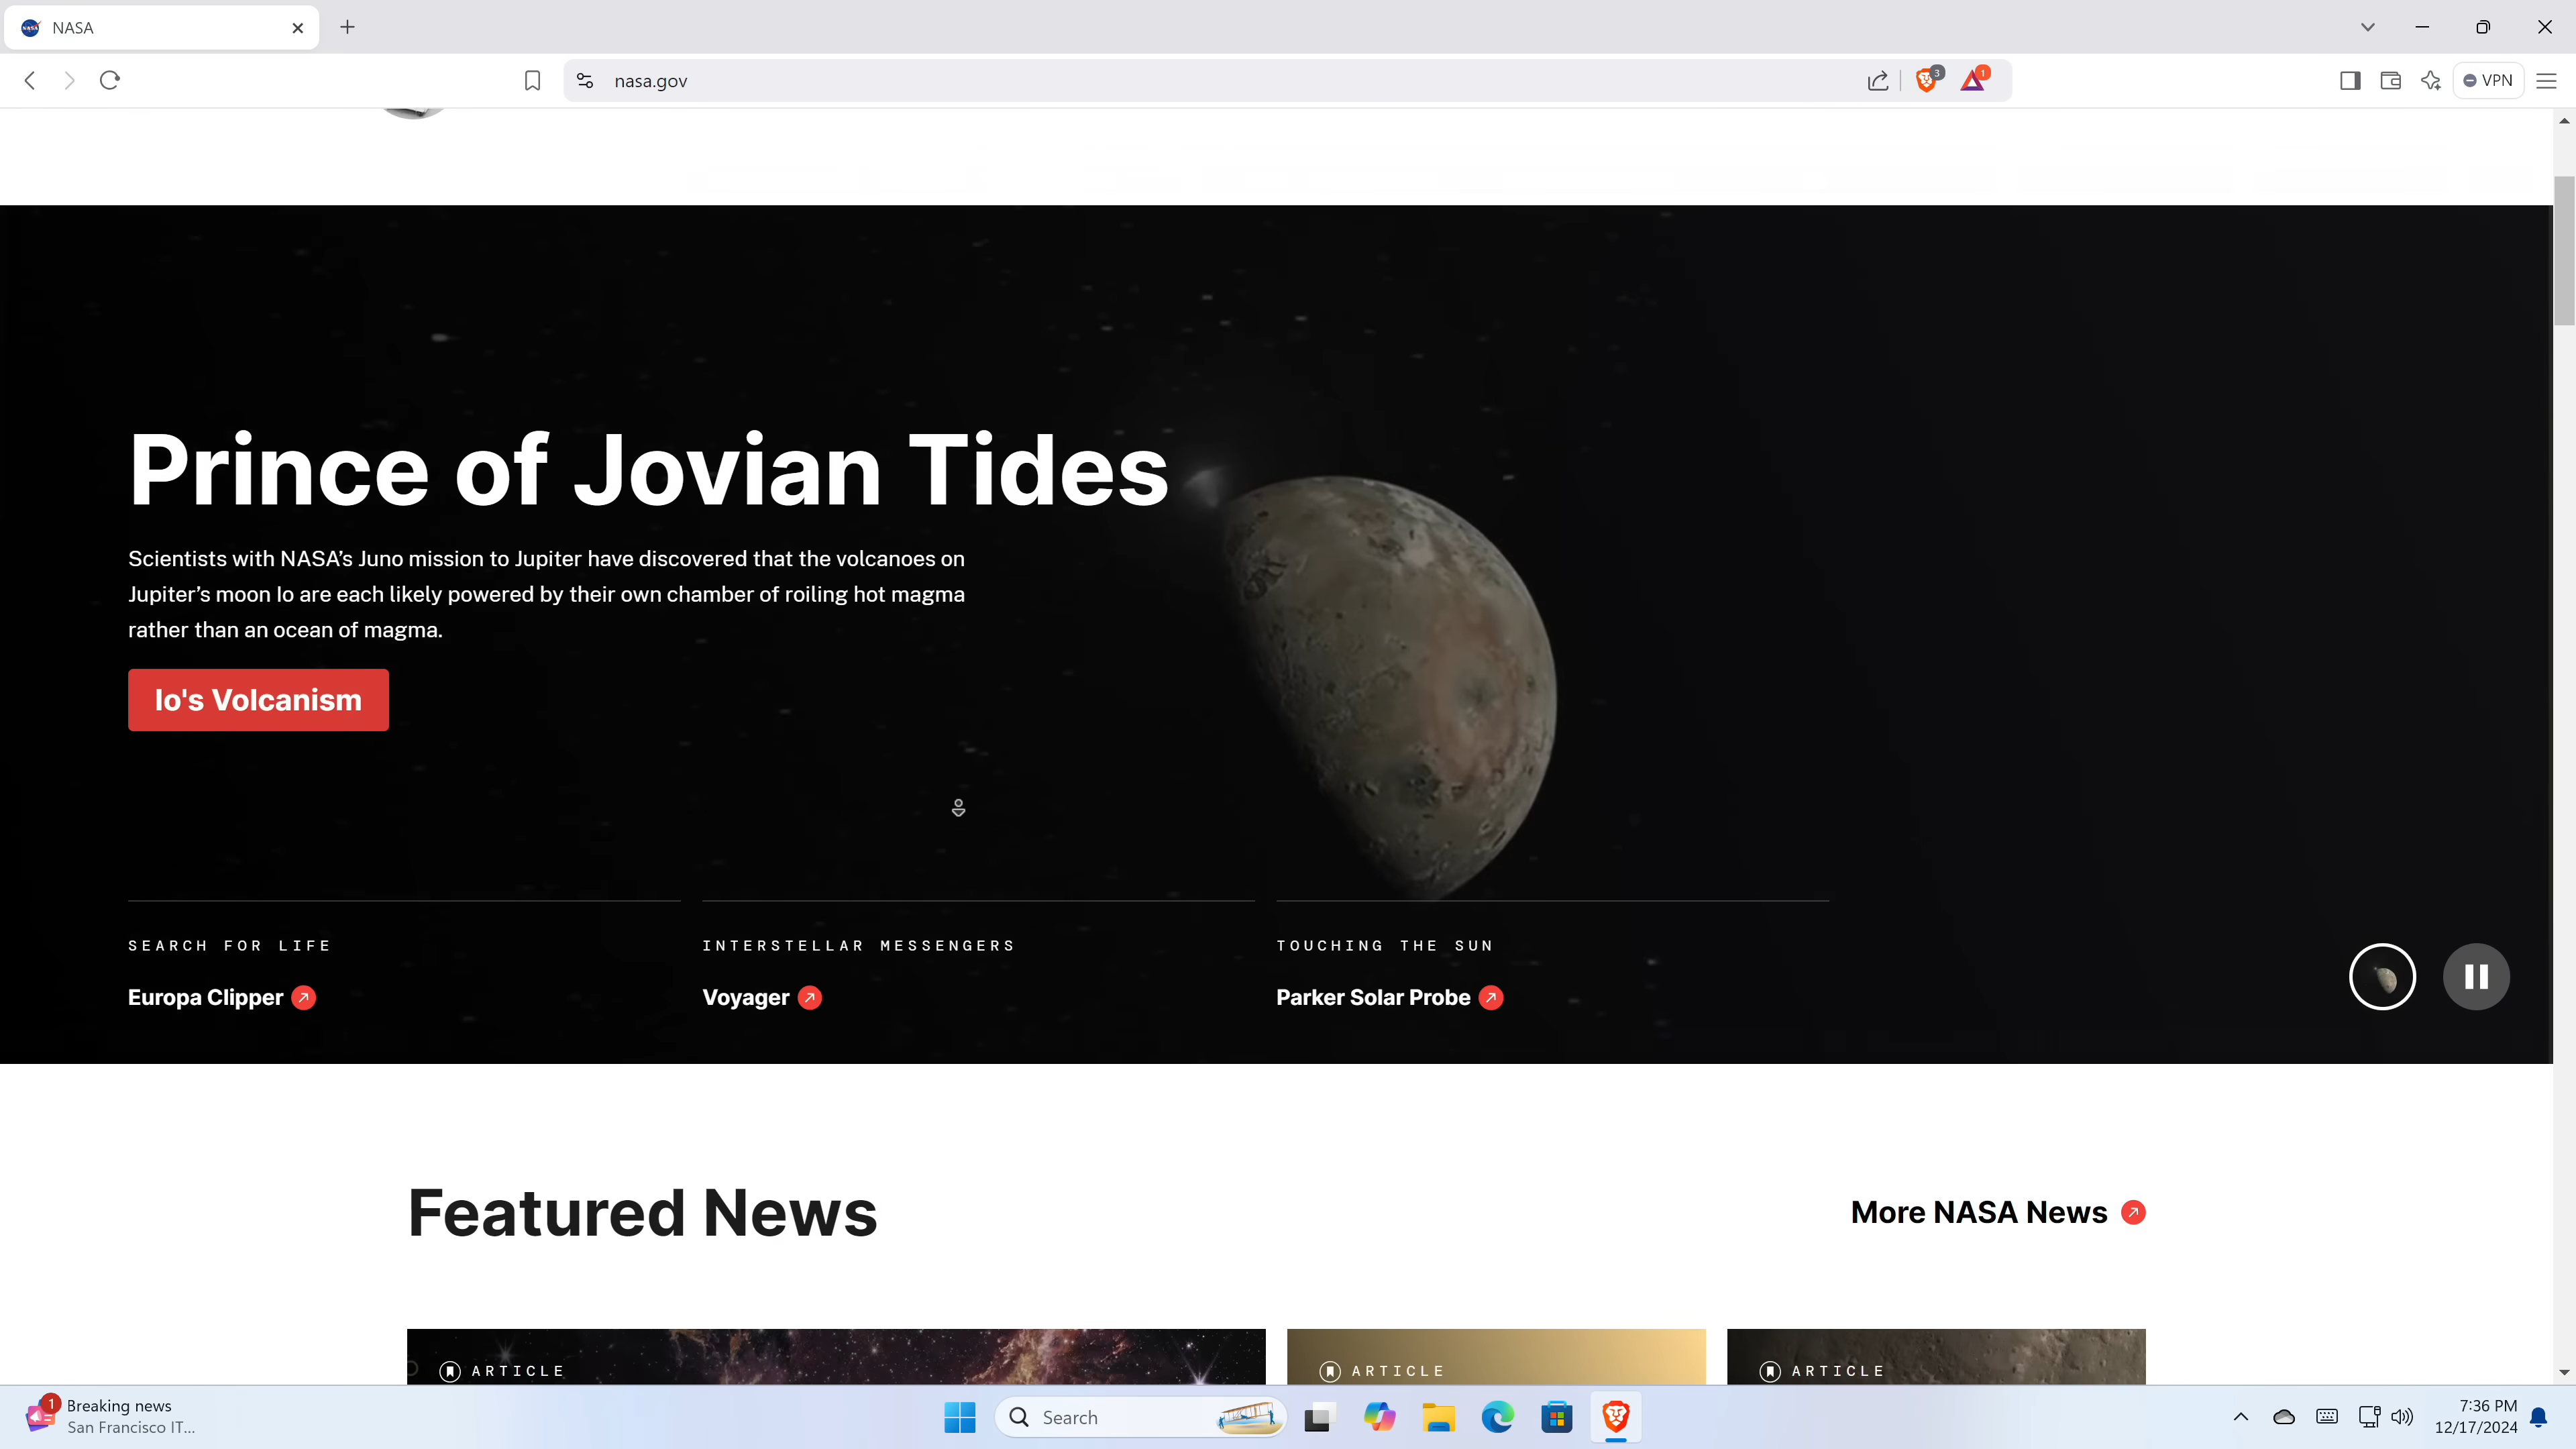 NASA
nasa.gov
3
1
VPN
Prince of Jovian Tides
Scientists with NASA’s Juno mission to Jupiter have discovered that the volcanoes on
Jupiter’s moon Io are each likely powered by their own chamber of roiling hot magma
rather than an ocean of magma.
Io's Volcanism
SEARCH FOR LIFE
INTERSTELLAR MESSENGERS
TOUCHING THE SUN
Europa Clipper
Voyager
Parker Solar Probe
Featured News
More NASA News
ARTICLE
ARTICLE
ARTICLE
1
Breaking news
San Francisco IT...
Search
7:36 PM
12/17/2024